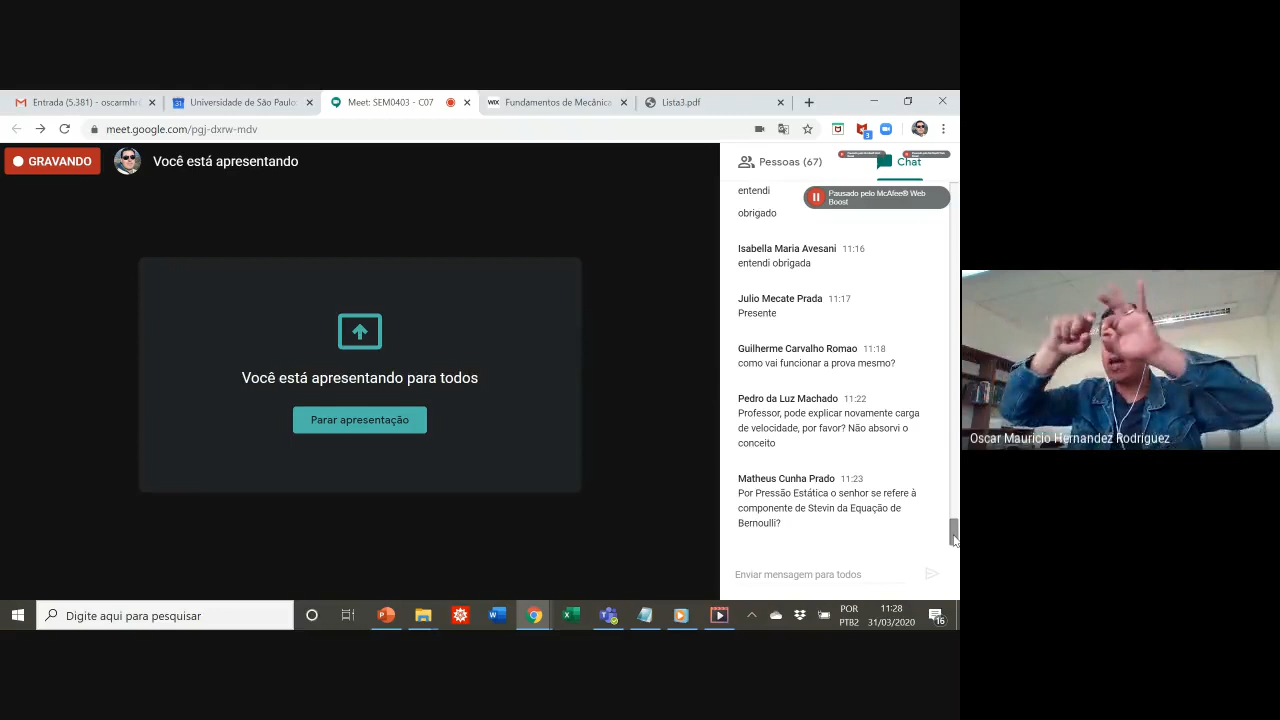 Entrada (5.381) - oscarmhr
Universidade de São Paulo
Meet: SEM0403 - C07
WIX Fundamentos de Mecânica
Lista3.pdf
meet.google.com/pgj-dxrw-mdv
3
GRAVANDO
Você está apresentando
Pessoas (67)
Chat
Pausado pelo McAfee® Web
Boost
entendi
obrigado
Isabella Maria Avesani 11:16
entendi obrigada
Julio Mecate Prada 11:17
Presente
Guilherme Carvalho Romao 11:18
como vai funcionar a prova mesmo?
Pedro da Luz Machado 11:22
Professor, pode explicar novamente carga
de velocidade, por favor? Não absorvi o
conceito
Matheus Cunha Prado 11:23
Por Pressão Estática o senhor se refere à
componente de Stevin da Equação de
Bernoulli?
Enviar mensagem para todos
Você está apresentando para todos
Parar apresentação
Oscar Mauricio Hernandez Rodriguez
Digite aqui para pesquisar
POR
PTB2
11:28
31/03/2020
16